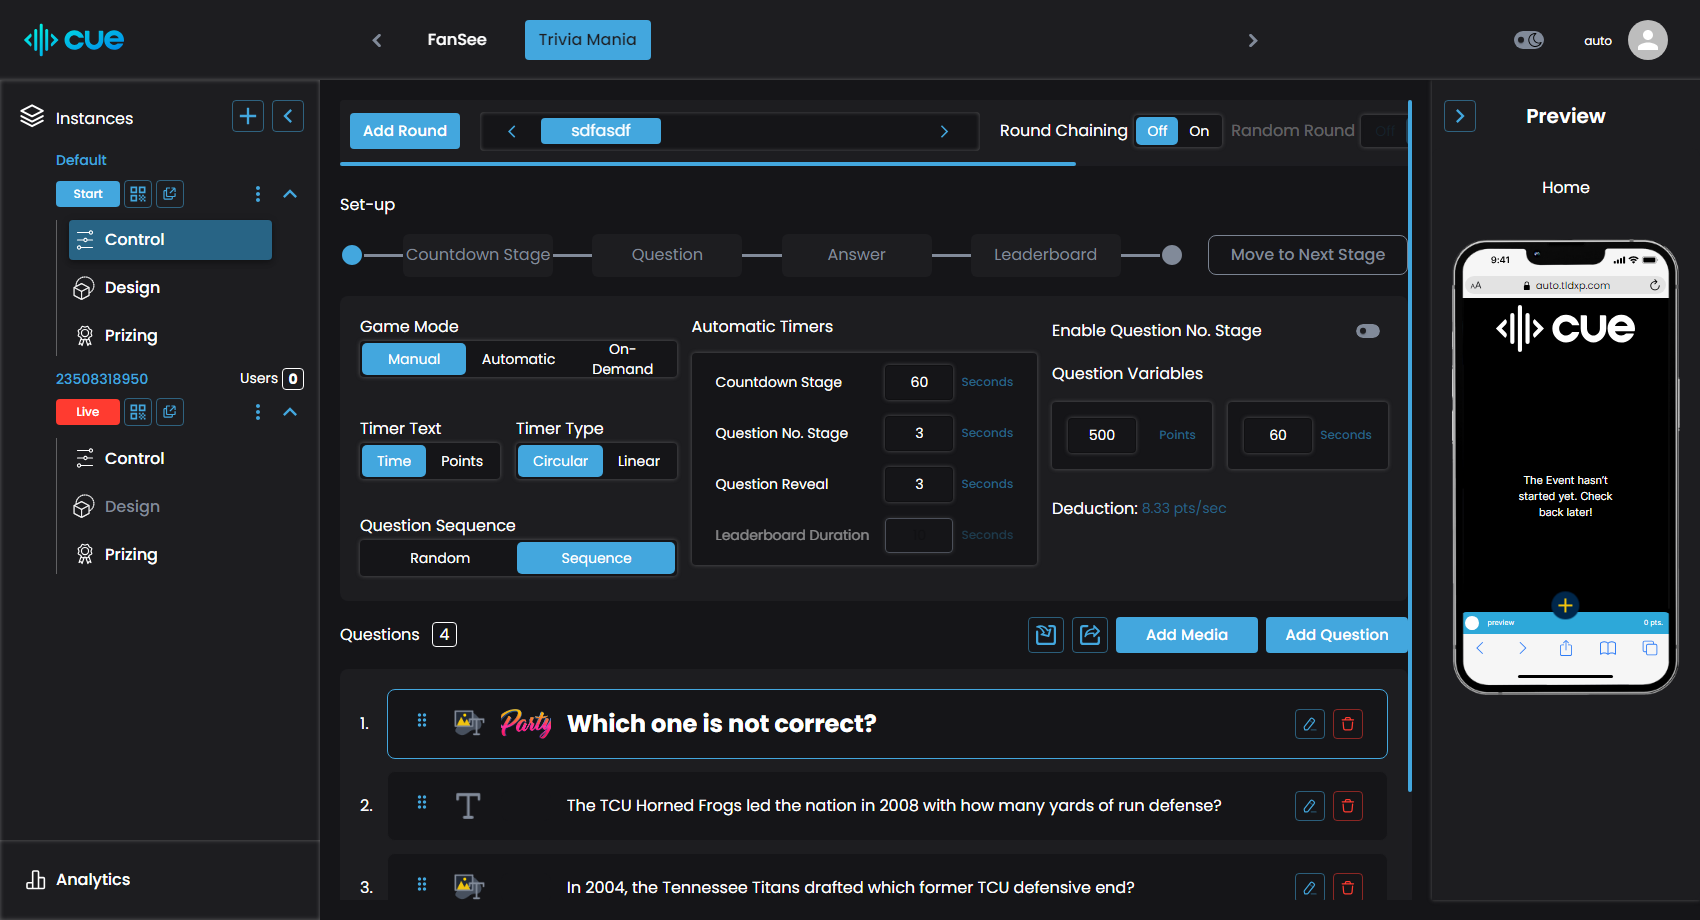 cue
FanSee
Trivia Mania
auto
Instances
Default
Start
Control
Design
Prizing
23508318950
Users 0
Live
Control
Design
Prizing
Analytics
Add Round
sdfasdf
Round Chaining
Off
On
Random Round
Off
Set-up
Countdown Stage
Question
Answer
Leaderboard
Move to Next Stage
Game Mode
Manual
Automatic
On-
Demand
Timer Text
Time
Points
Timer Type
Circular
Linear
Question Sequence
Random
Sequence
Automatic Timers
Countdown Stage 60 Seconds
Question No. Stage 3 Seconds
Question Reveal 3 Seconds
Leaderboard Duration Seconds
Enable Question No. Stage
Question Variables
500 Points
60 Seconds
Deduction: 8.33 pts/sec
Questions 4
Add Media
Add Question
1. Party Which one is not correct?
2. T The TCU Horned Frogs led the nation in 2008 with how many yards of run defense?
3. In 2004, the Tennessee Titans drafted which former TCU defensive end?
Preview
Home
9:41
AA auto.tldxp.com
cue
The Event hasn't
started yet. Check
back later!
preview
0 pts.